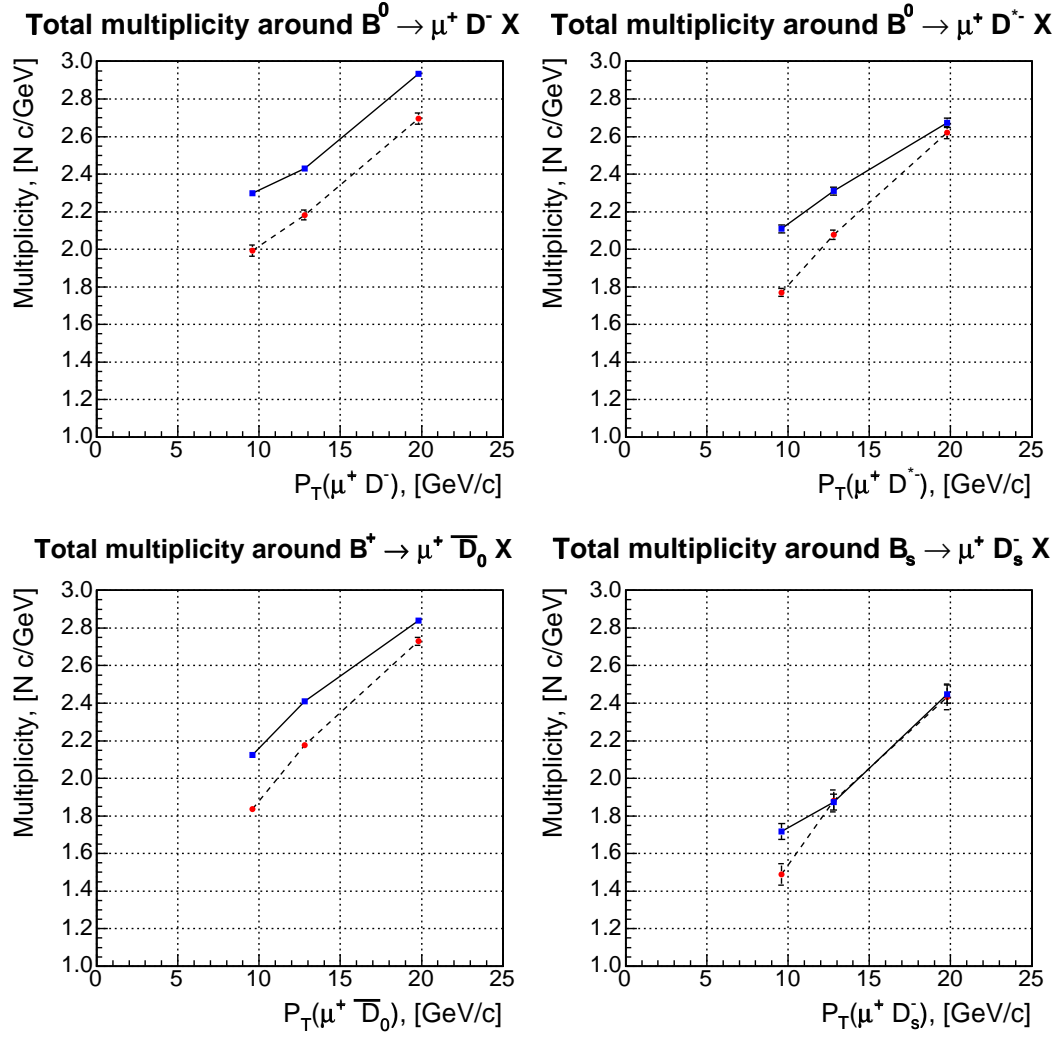 Total multiplicity around B⁰ → μ⁺ D⁻ X
Multiplicity, [N c/GeV]
3.0
2.8
2.6
2.4
2.2
2.0
1.8
1.6
1.4
1.2
1.0
0 5 10 15 20 25
P_T(μ⁺ D⁻), [GeV/c]
Total multiplicity around B⁰ → μ⁺ D*⁻ X
Multiplicity, [N c/GeV]
3.0
2.8
2.6
2.4
2.2
2.0
1.8
1.6
1.4
1.2
1.0
0 5 10 15 20 25
P_T(μ⁺ D*⁻), [GeV/c]
Total multiplicity around B⁺ → μ⁺ D̅₀ X
Multiplicity, [N c/GeV]
3.0
2.8
2.6
2.4
2.2
2.0
1.8
1.6
1.4
1.2
1.0
0 5 10 15 20 25
P_T(μ⁺ D̅₀), [GeV/c]
Total multiplicity around B_s → μ⁺ D_s⁻ X
Multiplicity, [N c/GeV]
3.0
2.8
2.6
2.4
2.2
2.0
1.8
1.6
1.4
1.2
1.0
0 5 10 15 20 25
P_T(μ⁺ D_s⁻), [GeV/c]